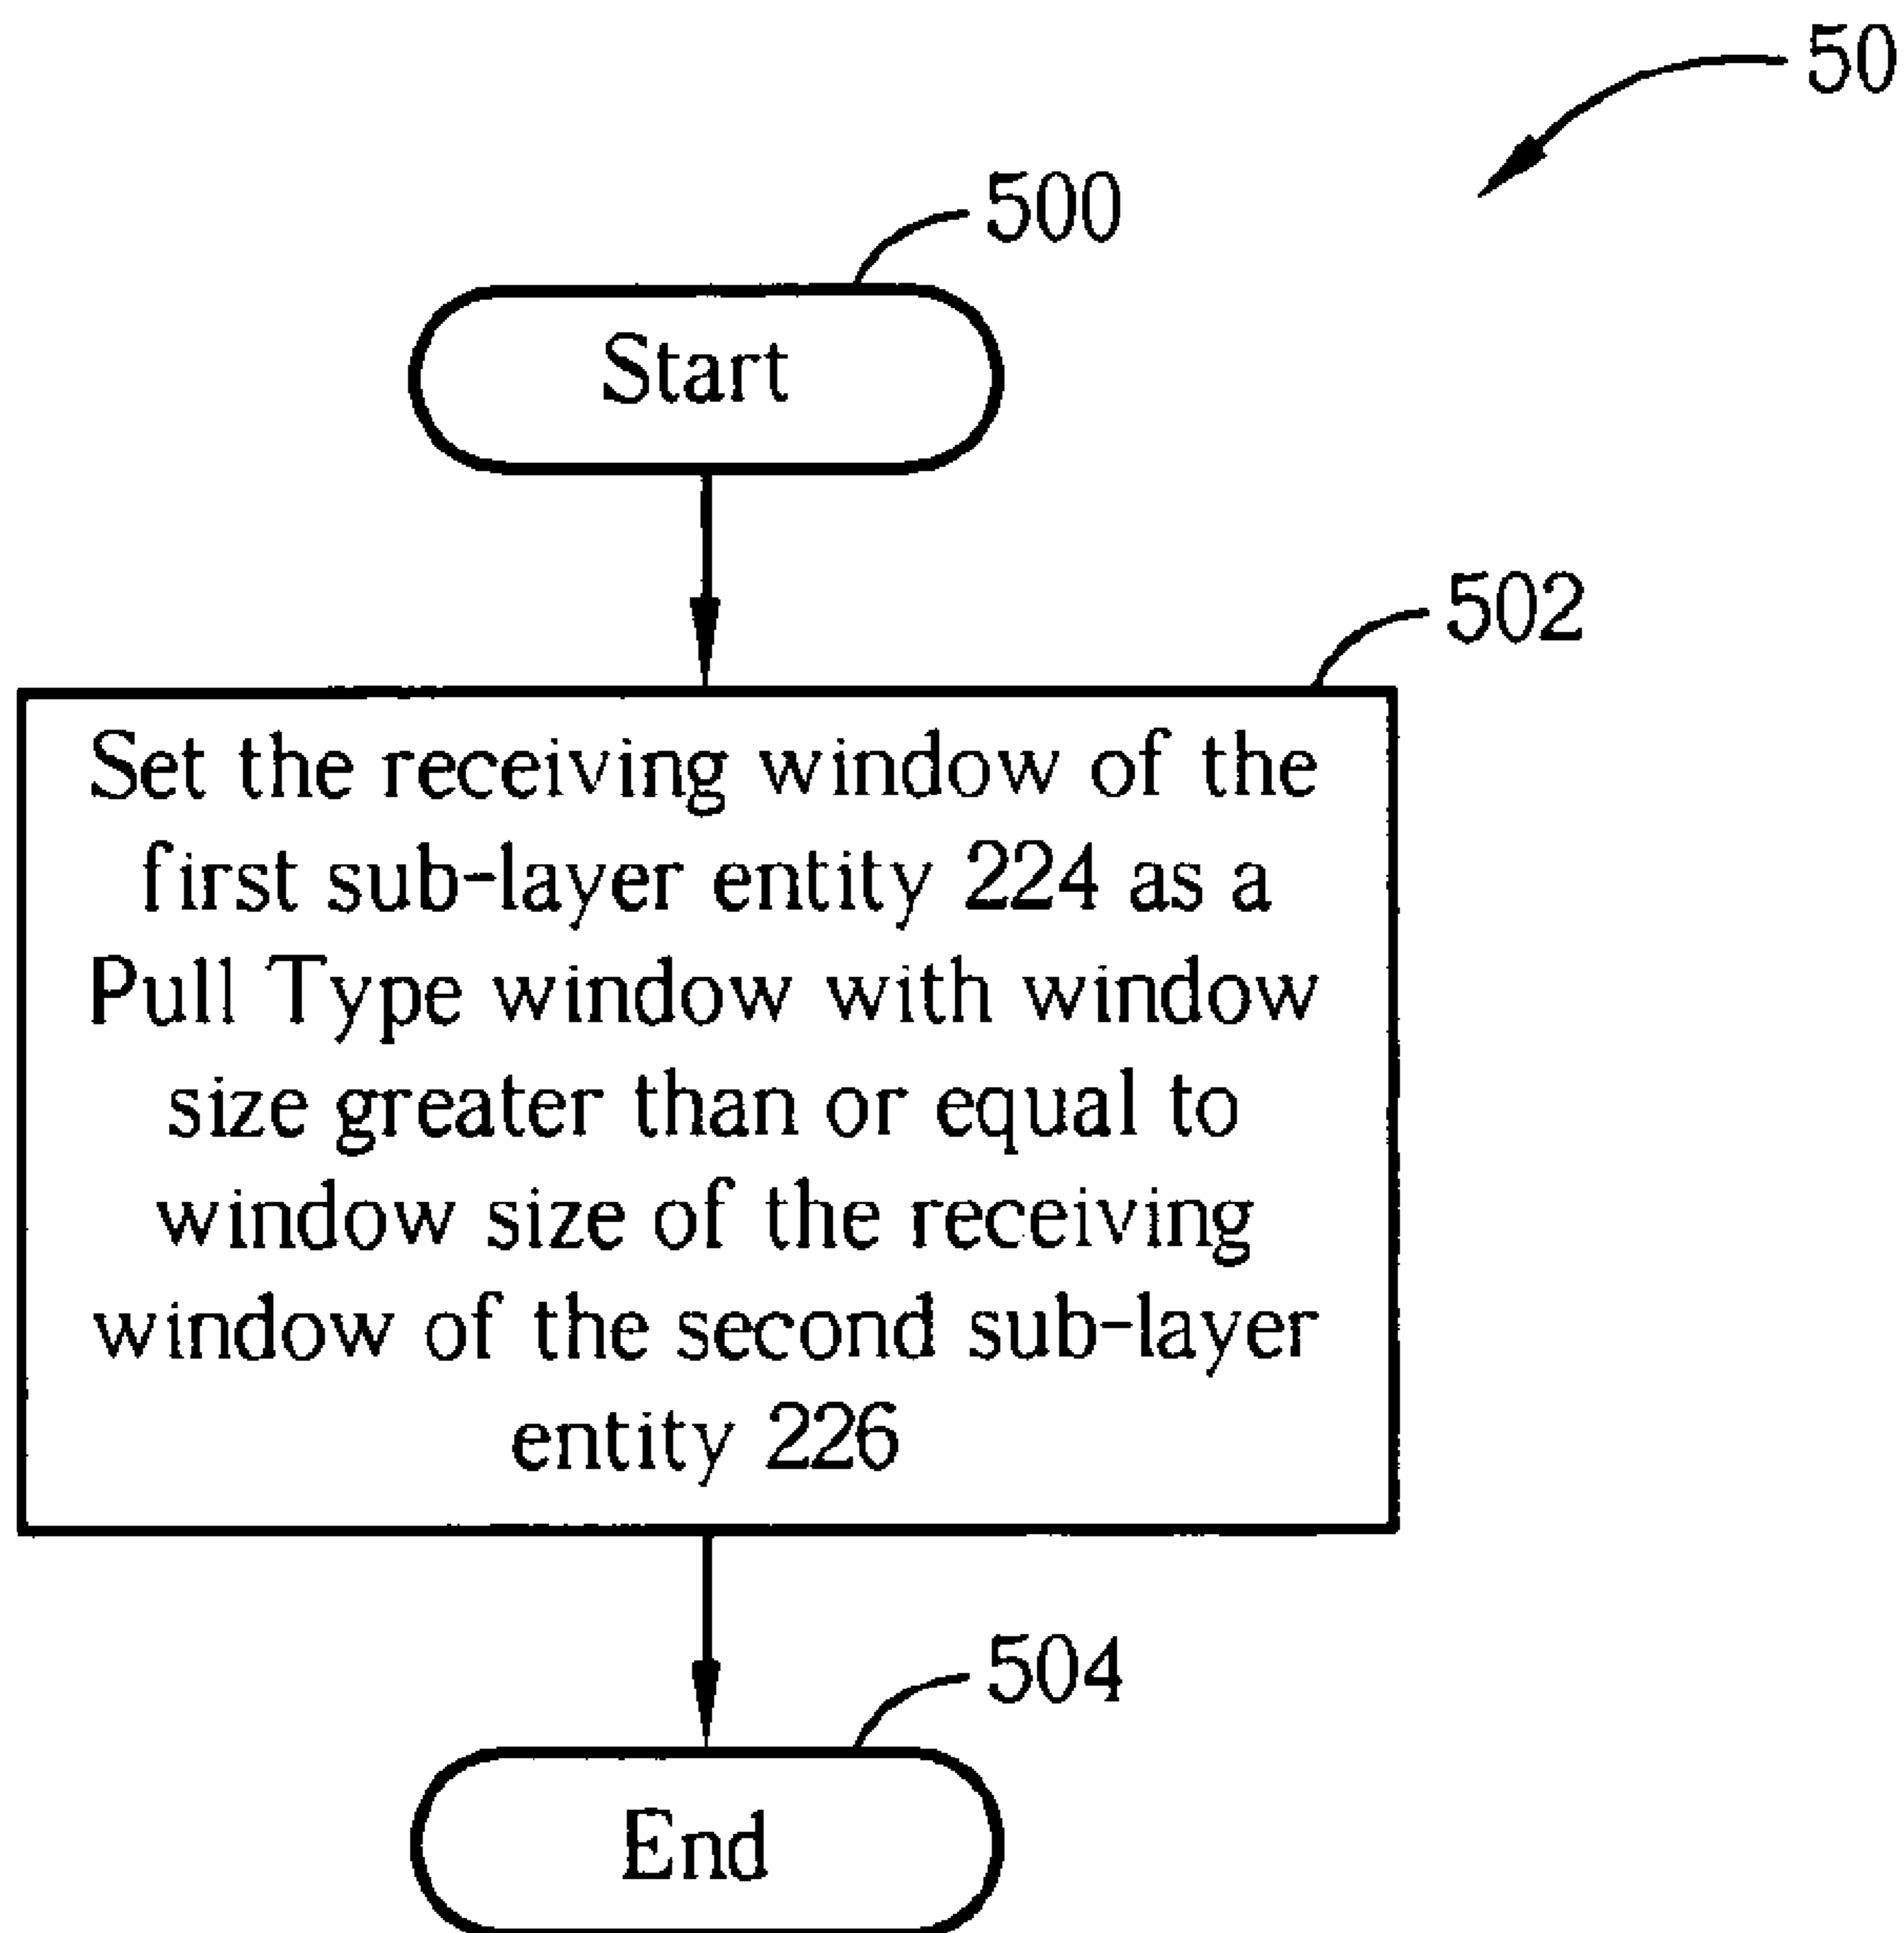 50
500
Start
502
Set the receiving window of the
first sub-layer entity 224 as a
Pull Type window with window
size greater than or equal to
window size of the receiving
window of the second sub-layer
entity 226
504
End